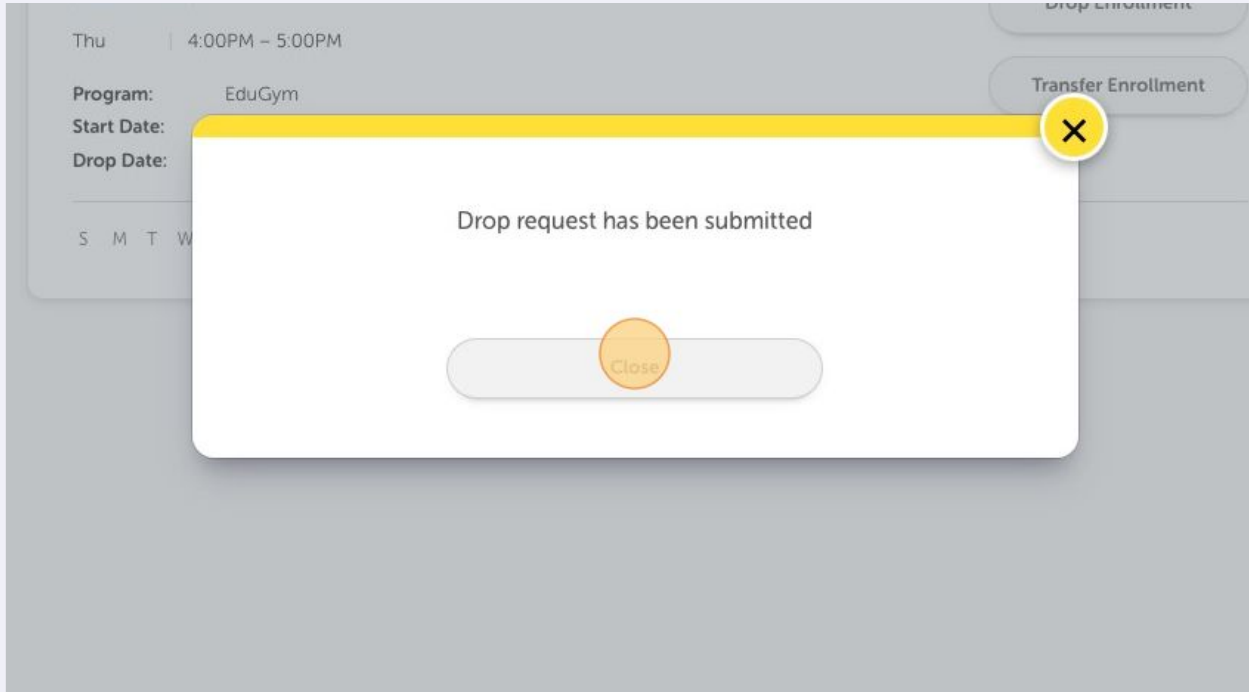 Drop Enrollment
Thu | 4:00PM – 5:00PM
Transfer Enrollment
Program: EduGym
Start Date:
Drop Date:
S M T W
Drop request has been submitted
Close